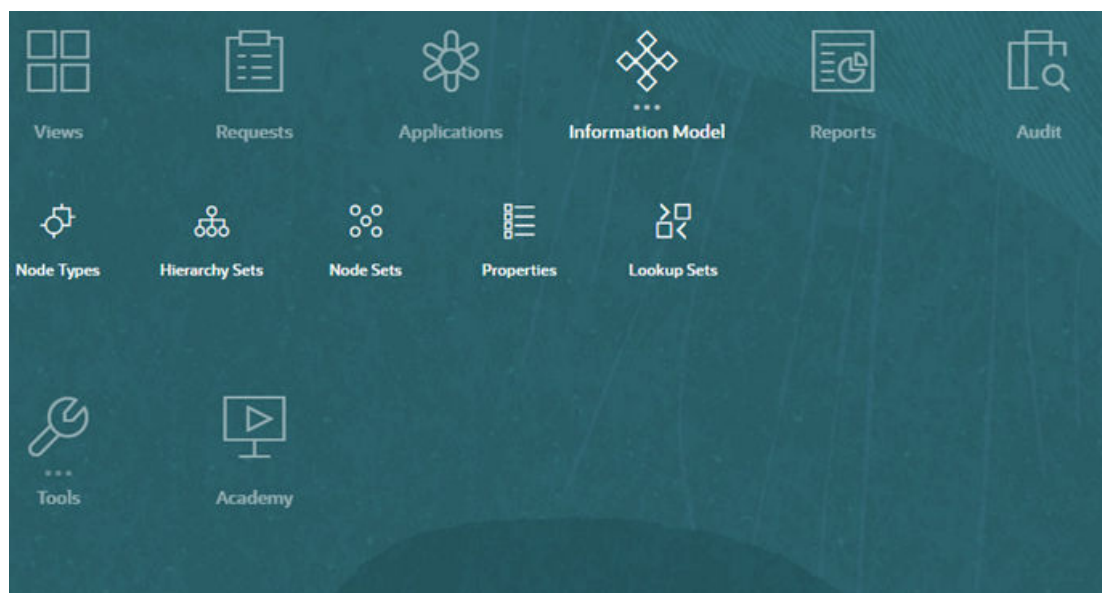 Views
Requests
Applications
Information Model
Reports
Audit
Node Types
Hierarchy Sets
Node Sets
Properties
Lookup Sets
Tools
Academy